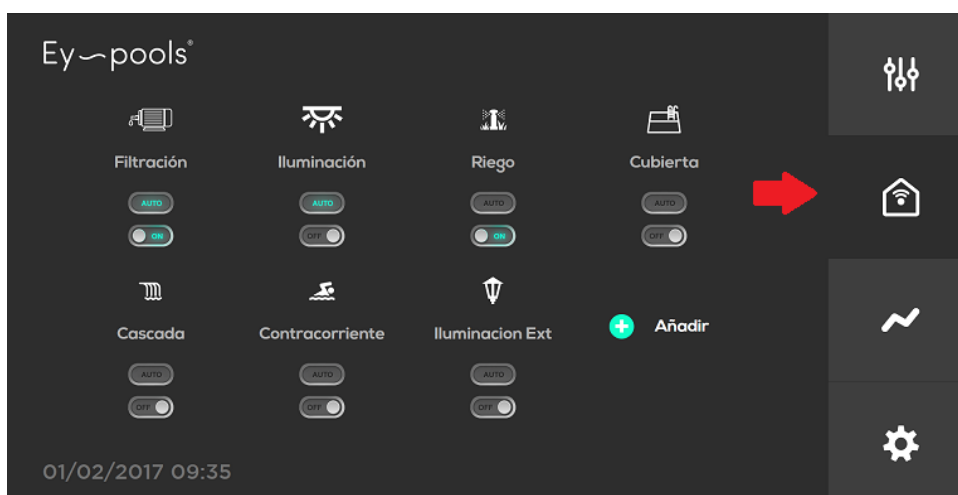 Ey~pools®
Filtración Iluminación Riego Cubierta
AUTO AUTO AUTO AUTO
ON OFF ON OFF
Cascada Contracorriente Iluminacion Ext Añadir
AUTO AUTO AUTO
OFF OFF OFF
01/02/2017 09:35